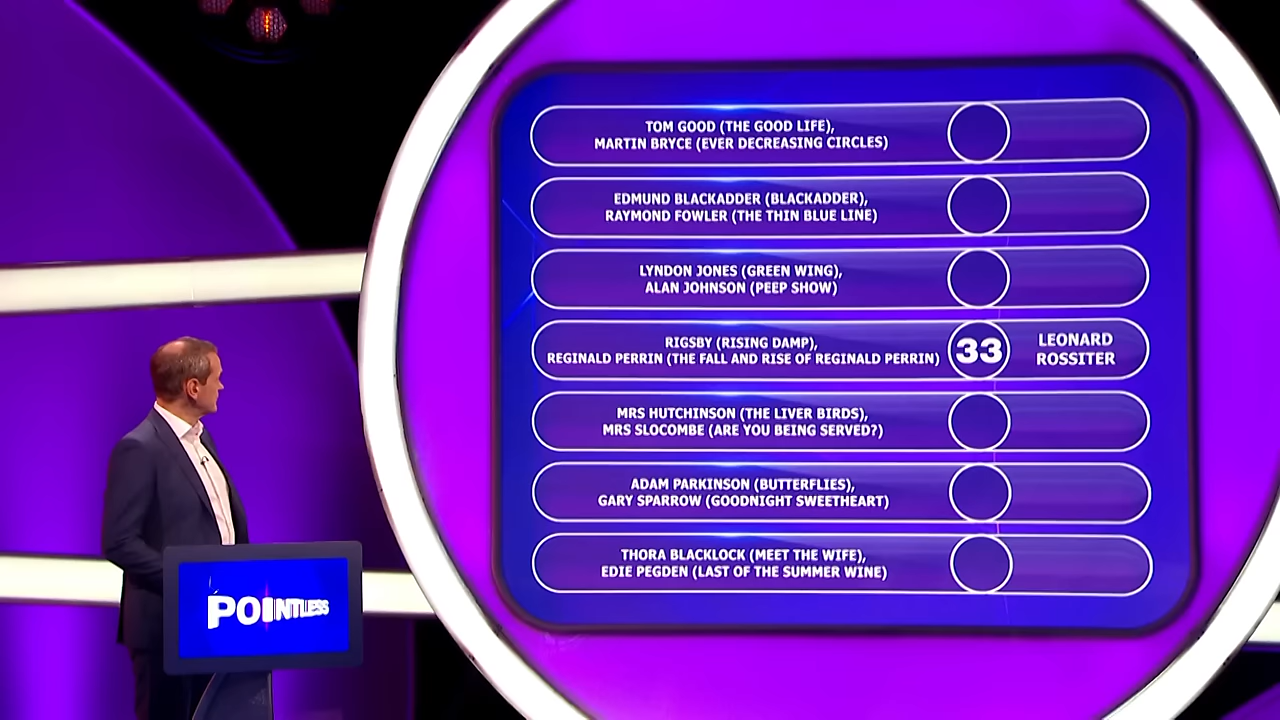 TOM GOOD (THE GOOD LIFE),
MARTIN BRYCE (EVER DECREASING CIRCLES)
EDMUND BLACKADDER (BLACKADDER),
RAYMOND FOWLER (THE THIN BLUE LINE)
LYNDON JONES (GREEN WING),
ALAN JOHNSON (PEEP SHOW)
RIGSBY (RISING DAMP),
REGINALD PERRIN (THE FALL AND RISE OF REGINALD PERRIN)
33
LEONARD
ROSSITER
MRS HUTCHINSON (THE LIVER BIRDS),
MRS SLOCOMBE (ARE YOU BEING SERVED?)
ADAM PARKINSON (BUTTERFLIES),
GARY SPARROW (GOODNIGHT SWEETHEART)
THORA BLACKLOCK (MEET THE WIFE),
EDIE PEGDEN (LAST OF THE SUMMER WINE)
POINTLESS